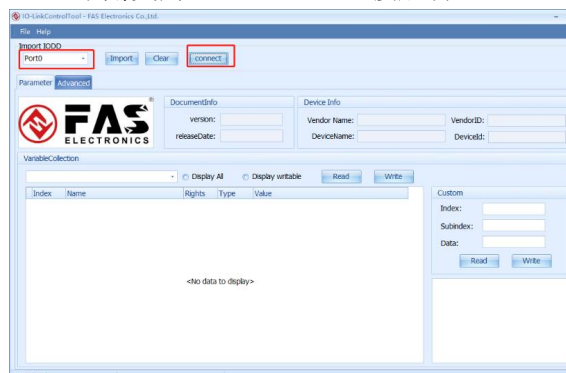 IO-LinkControlTool - FAS Electronics Co.,Ltd.
File Help
Import IODD
Port0 Import Clear connect
Parameter Advanced
FAS ®
ELECTRONICS
DocumentInfo
version:
releaseDate:
Device Info
Vendor Name: VendorID:
DeviceName: DeviceId:
VariableCollection
Display All Display writable Read Write
Index Name Rights Type Value
<No data to display>
Custom
Index:
Subindex:
Data:
Read Write